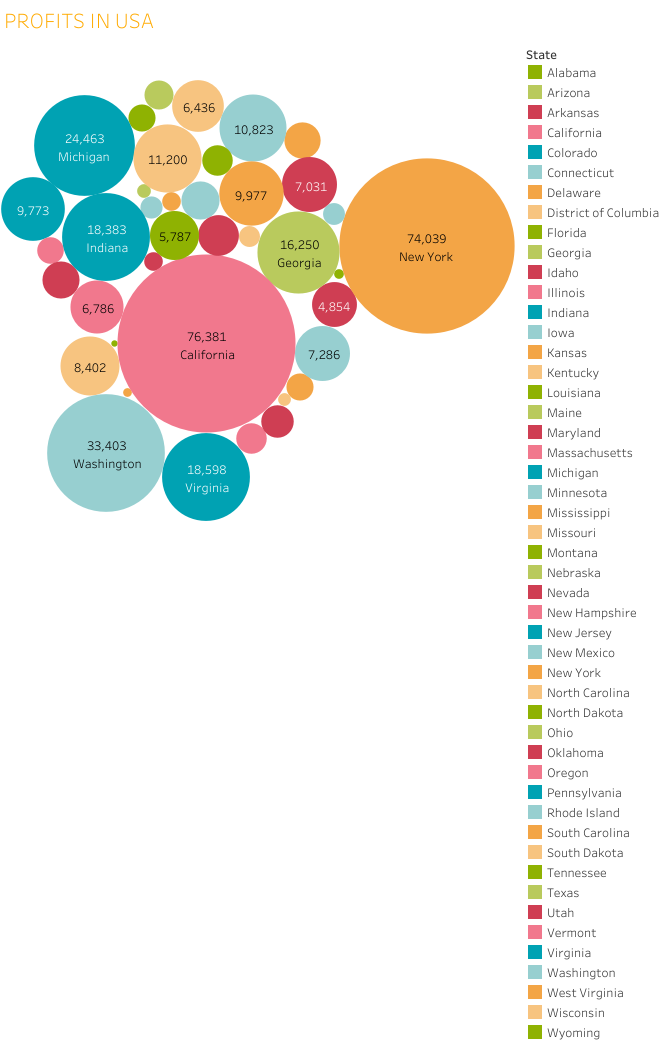 PROFITS IN USA
6,436
24,463
Michigan
10,823
11,200
7,031
9,977
9,773
18,383
Indiana
5,787
16,250
Georgia
74,039
New York
6,786
4,854
76,381
California
7,286
8,402
33,403
Washington
18,598
Virginia
State
Alabama
Arizona
Arkansas
California
Colorado
Connecticut
Delaware
District of Columbia
Florida
Georgia
Idaho
Illinois
Indiana
Iowa
Kansas
Kentucky
Louisiana
Maine
Maryland
Massachusetts
Michigan
Minnesota
Mississippi
Missouri
Montana
Nebraska
Nevada
New Hampshire
New Jersey
New Mexico
New York
North Carolina
North Dakota
Ohio
Oklahoma
Oregon
Pennsylvania
Rhode Island
South Carolina
South Dakota
Tennessee
Texas
Utah
Vermont
Virginia
Washington
West Virginia
Wisconsin
Wyoming